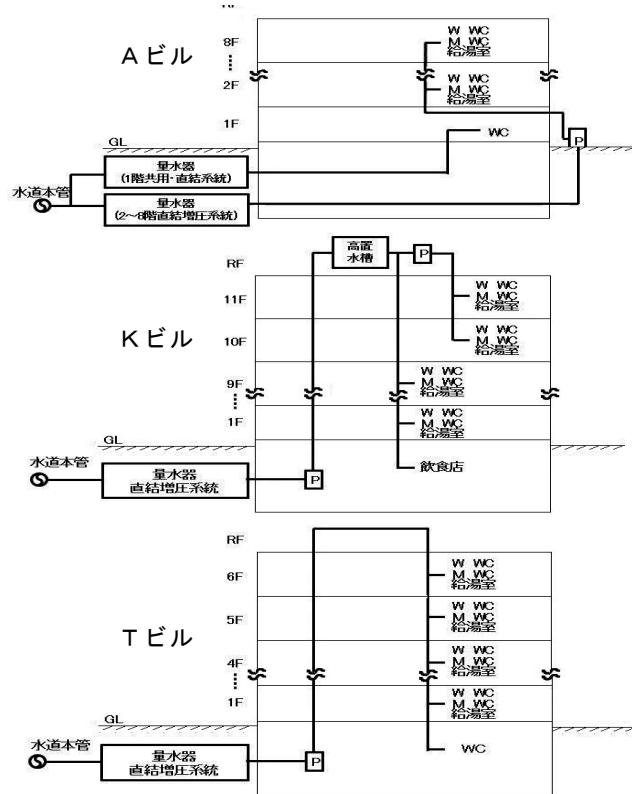 RF
Aビル
8F
W WC
M WC
給湯室
2F
W WC
M WC
給湯室
1F
WC
P
GL
水道本管
量水器
(1階共用・直結系統)
量水器
(2〜8階直結増圧系統)
高置
水槽
P
RF
Kビル
11F
W WC
M WC
給湯室
10F
W WC
M WC
給湯室
9F
W WC
M WC
給湯室
1F
W WC
M WC
給湯室
GL
水道本管
量水器
直結増圧系統
P
飲食店
RF
Tビル
6F
W WC
M WC
給湯室
5F
W WC
M WC
給湯室
4F
W WC
M WC
給湯室
1F
W WC
M WC
給湯室
GL
水道本管
量水器
直結増圧系統
P
WC